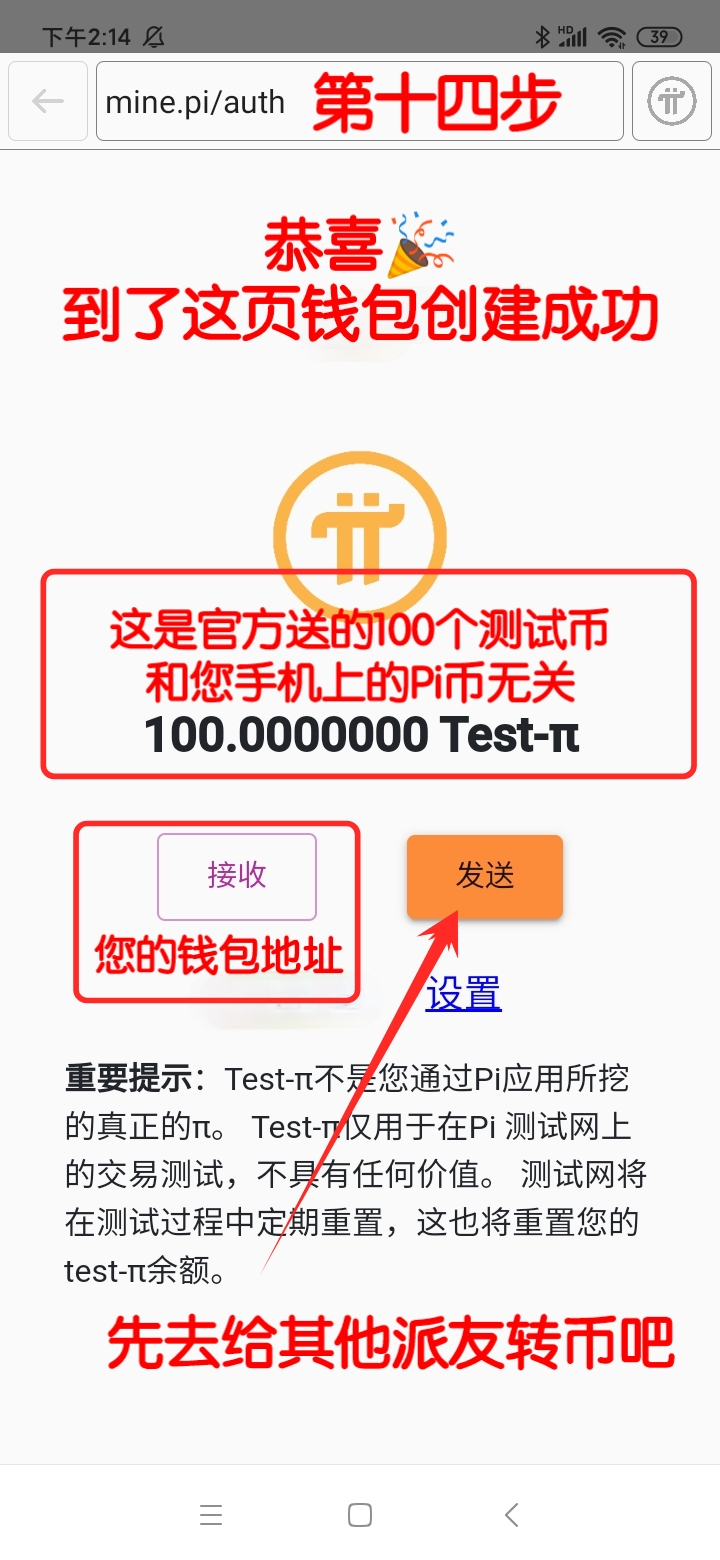 下午2:14
HD
39
mine.pi/auth 第十四步
恭喜🎉
到了这页钱包创建成功
这是官方送的100个测试币
和您手机上的Pi币无关
100.0000000 Test-π
接收
发送
您的钱包地址
设置
重要提示：Test-π不是您通过Pi应用所挖
的真正的π。 Test-π仅用于在Pi 测试网上
的交易测试，不具有任何价值。 测试网将
在测试过程中定期重置，这也将重置您的
test-π余额。
先去给其他派友转币吧